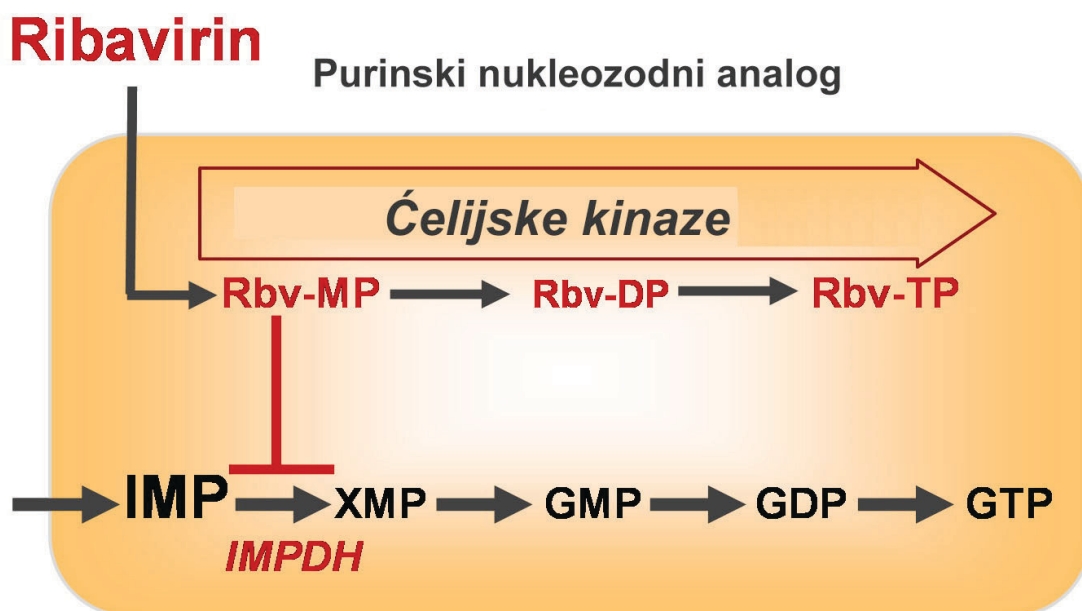 Ribavirin
Purinski nukleozodni analog
Ćelijske kinaze
Rbv-MP Rbv-DP Rbv-TP
IMP XMP GMP GDP GTP
IMPDH